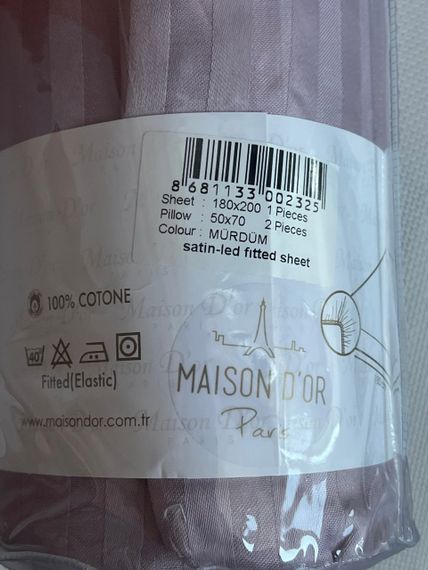 8 681133 002325
Sheet : 180x200 1 Pieces
Pillow : 50x70 2 Pieces
Colour : MÜRDÜM
satin-led fitted sheet
100% COTONE
40
Fitted(Elastic)
www.maisondor.com.tr
MAISON D'OR
Paris